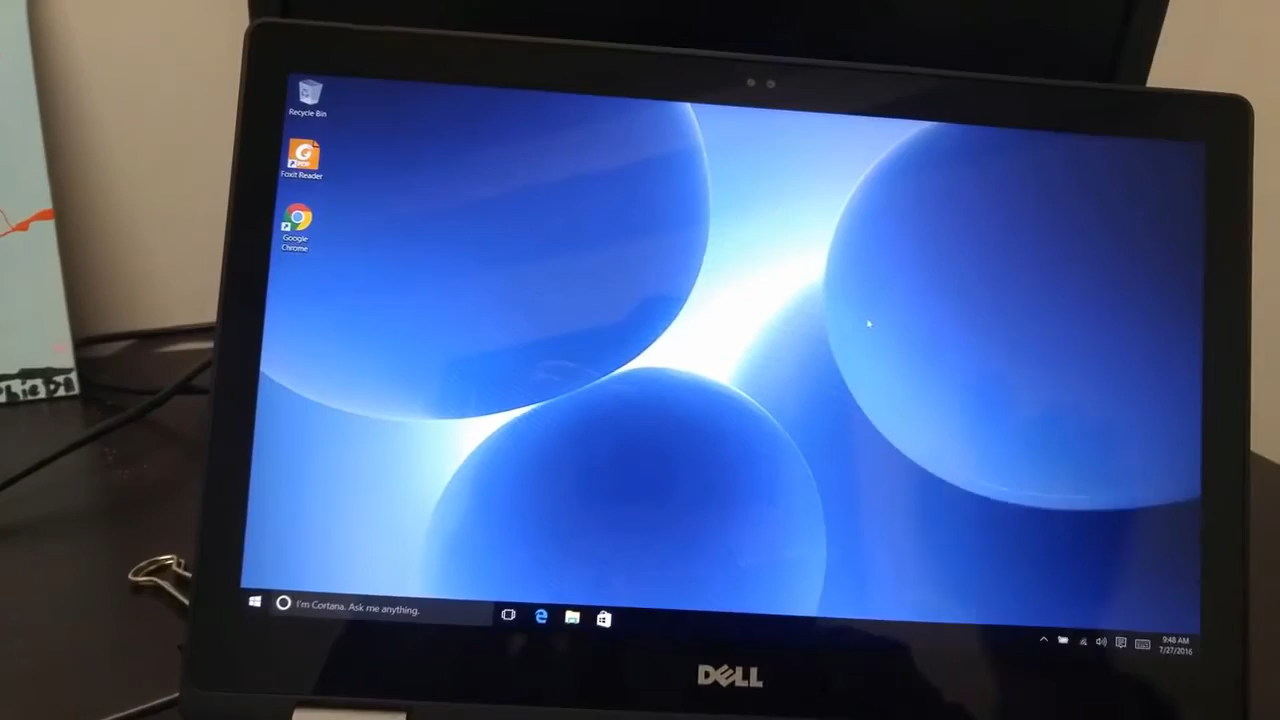 Recycle Bin
Foxit Reader
Google
Chrome
I'm Cortana. Ask me anything.
9:48 AM
7/27/2016
DELL